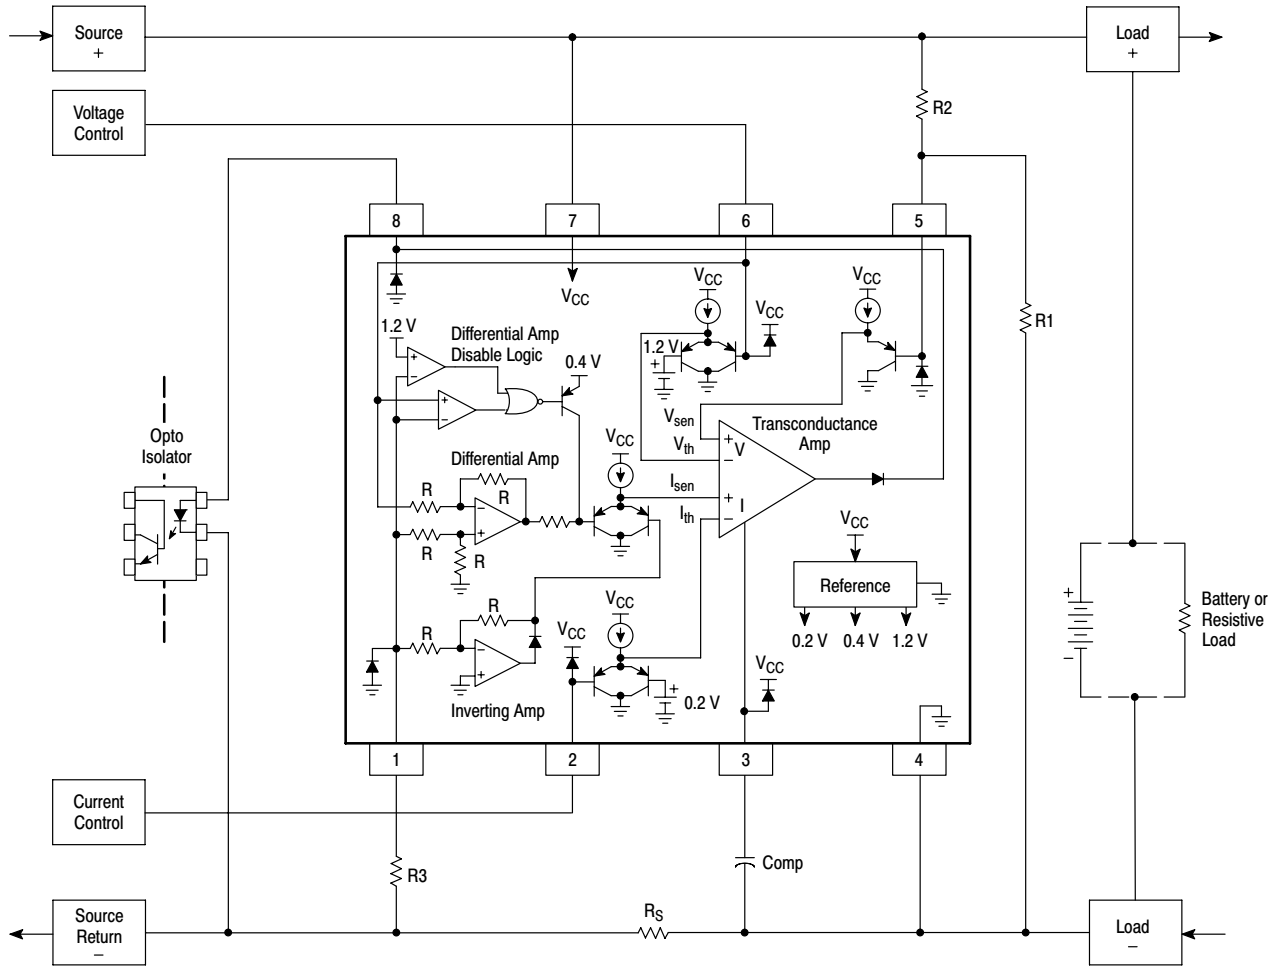 Source
+
Load
+
Voltage
Control
R2
8
7
6
5
VCC
VCC
VCC
VCC
R1
1.2 V
Differential Amp
Disable Logic
0.4 V
1.2 V
+
+
−
+
−
Vsen
Transconductance
Amp
Opto
Isolator
VCC
Vth
+
V
−
Differential Amp
Isen
R
R
−
+
Ith
+
I
−
VCC
R
R
Reference
+
Battery or
Resistive
Load
−
R
VCC
VCC
0.2 V
0.4 V
1.2 V
R
−
+
VCC
+
0.2 V
Inverting Amp
1
2
3
4
Current
Control
Comp
R3
Source
Return
−
RS
Load
−